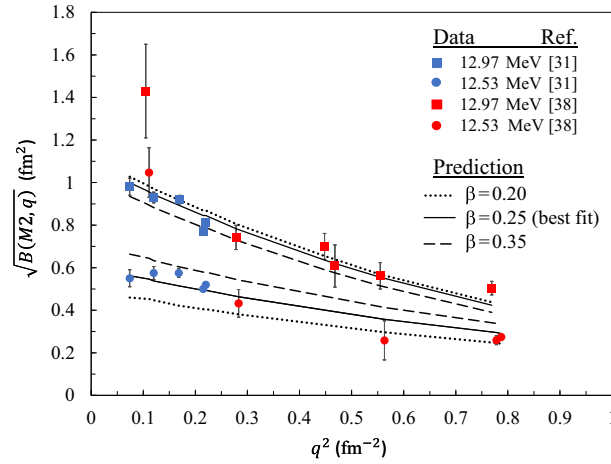 1.8
1.6
1.4
1.2
1
0.8
0.6
0.4
0.2
0
√B(M2,q) (fm²)
Data Ref.
12.97 MeV [31]
12.53 MeV [31]
12.97 MeV [38]
12.53 MeV [38]
Prediction
β=0.20
β=0.25 (best fit)
β=0.35
0 0.1 0.2 0.3 0.4 0.5 0.6 0.7 0.8 0.9 1
q² (fm⁻²)